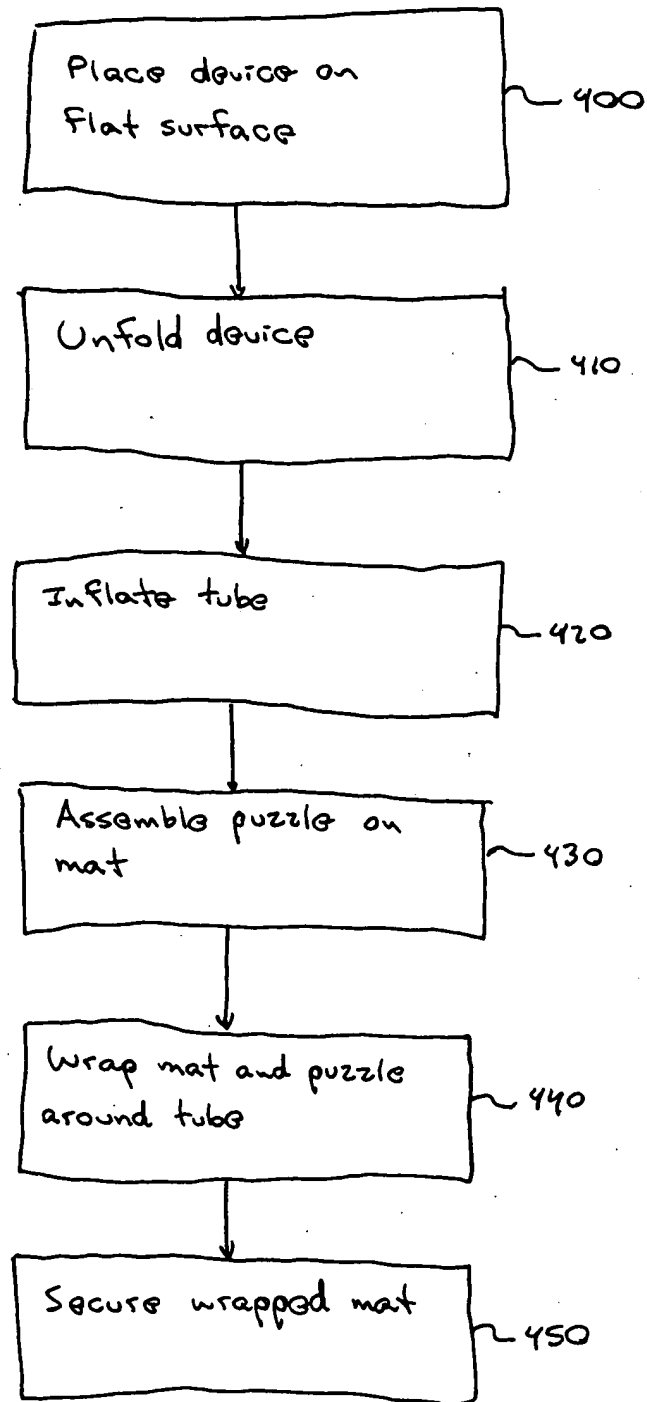 Place device on
flat surface
400
Unfold device
410
Inflate tube
420
Assemble puzzle on
mat
430
Wrap mat and puzzle
around tube
440
Secure wrapped mat
450